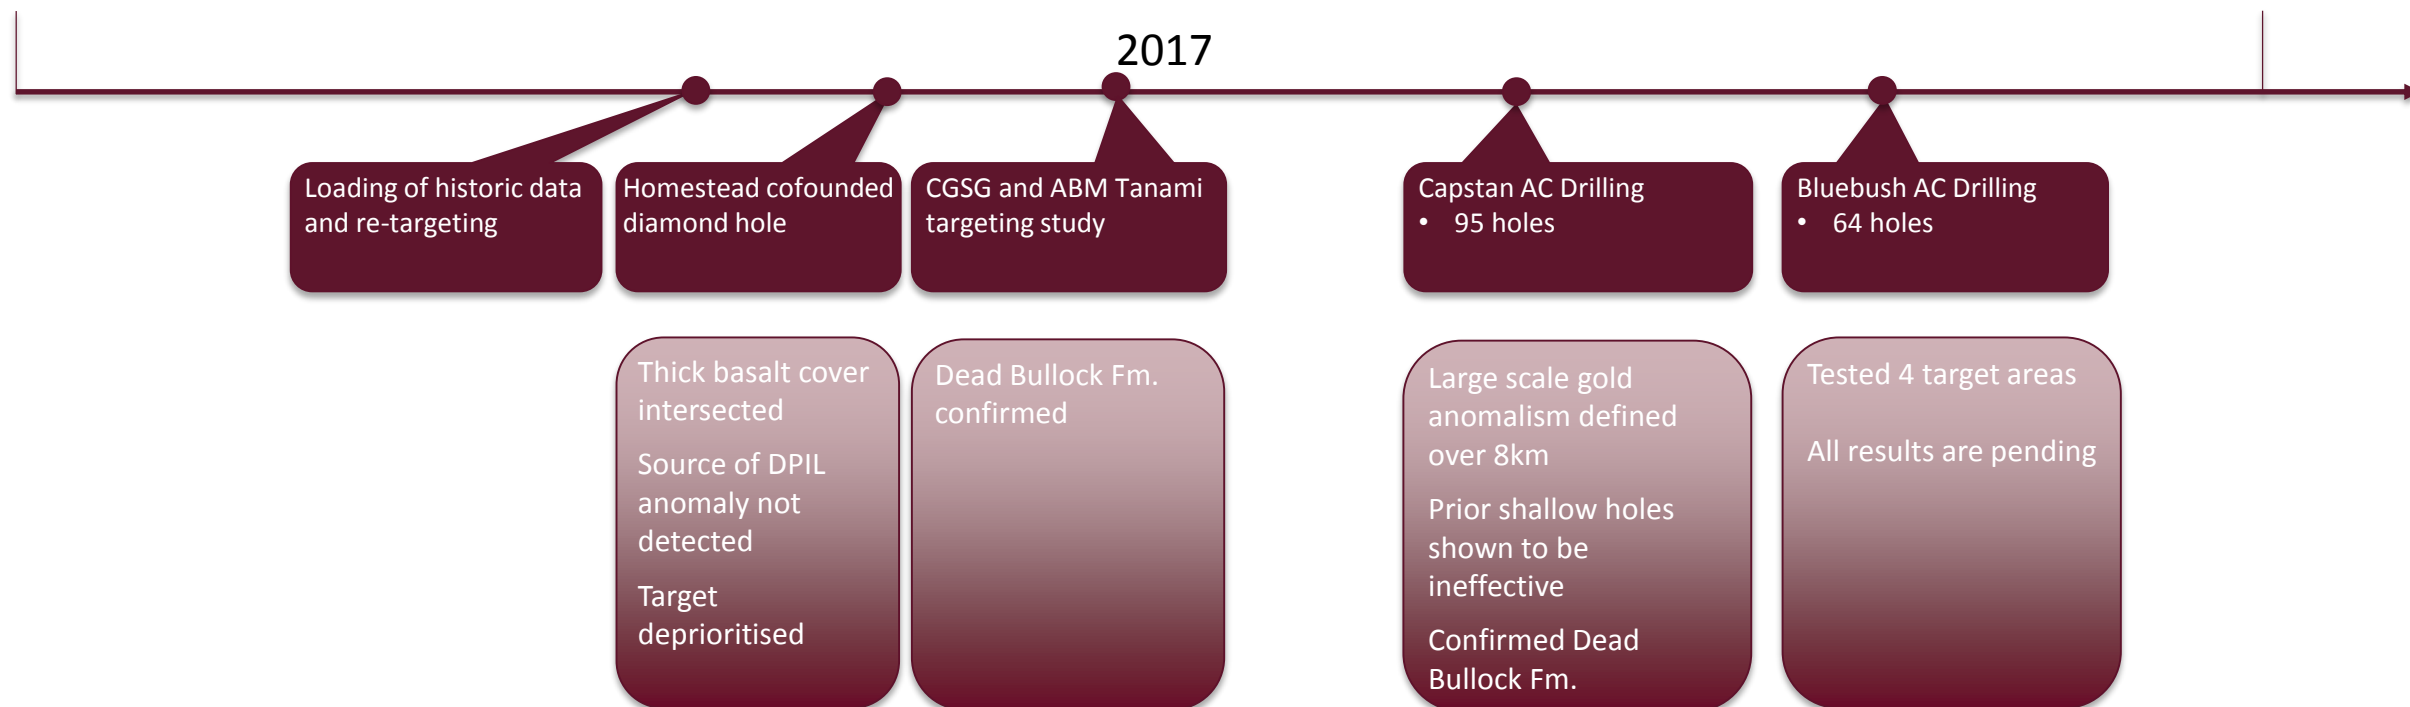 2017
Loading of historic data
and re-targeting
Homestead cofounded
diamond hole
CGSG and ABM Tanami
targeting study
Capstan AC Drilling
• 95 holes
Bluebush AC Drilling
• 64 holes
Thick basalt cover
intersected
Source of DPIL
anomaly not
detected
Target
deprioritised
Dead Bullock Fm.
confirmed
Large scale gold
anomalism defined
over 8km
Prior shallow holes
shown to be
ineffective
Confirmed Dead
Bullock Fm.
Tested 4 target areas
All results are pending